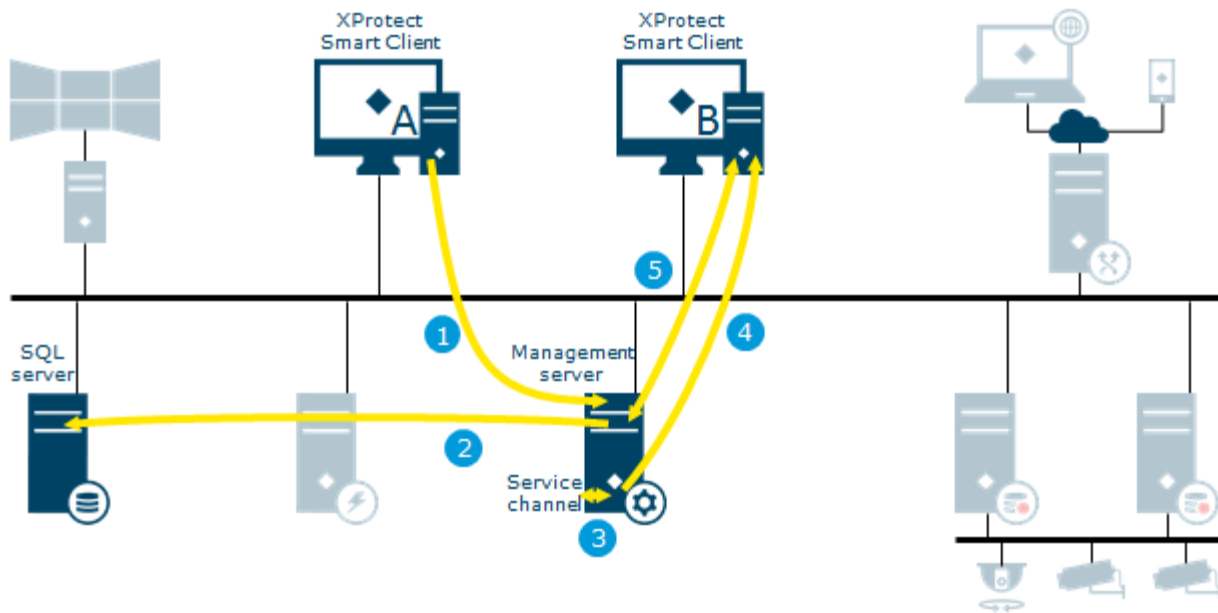 XProtect
Smart Client
XProtect
Smart Client
A
B
5
1
4
SQL
server
Management
server
2
Service
channel
3